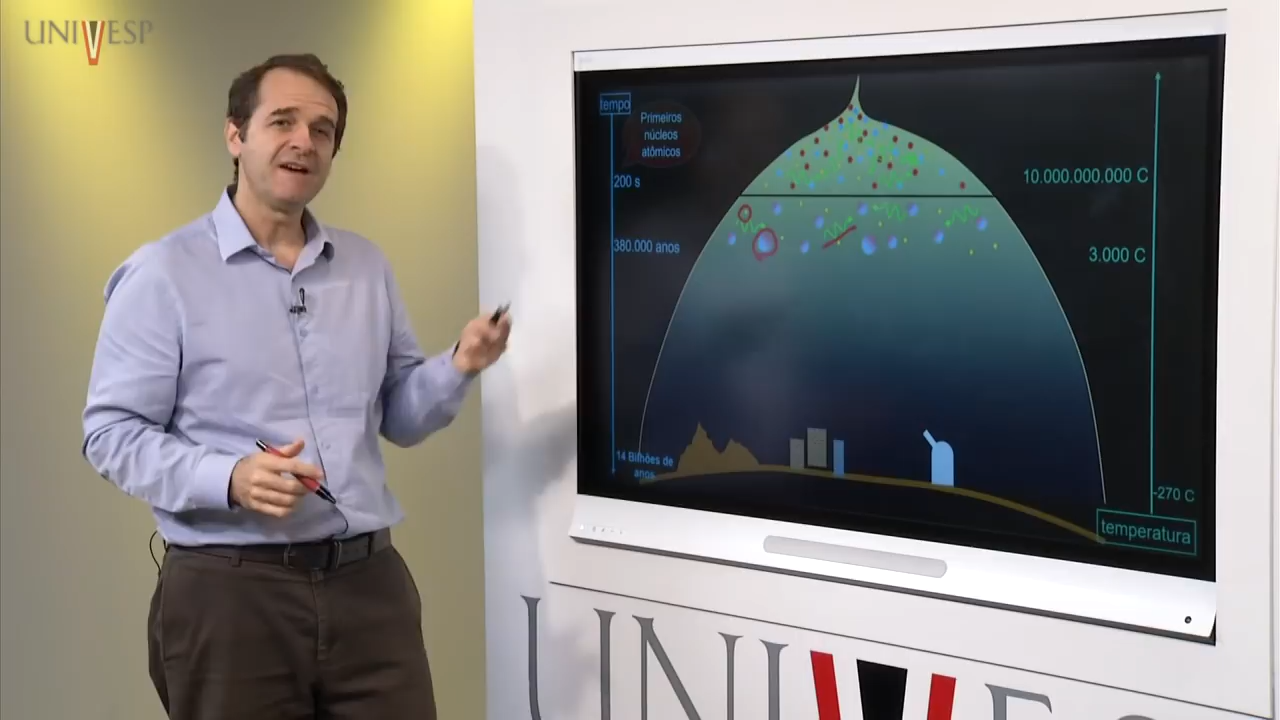 UNIVESP
tempo
Primeiros
núcleos
atômicos
200 s
10.000.000.000 C
380.000 anos
3.000 C
14 Bilhões de
anos
-270 C
temperatura
UNIVESP